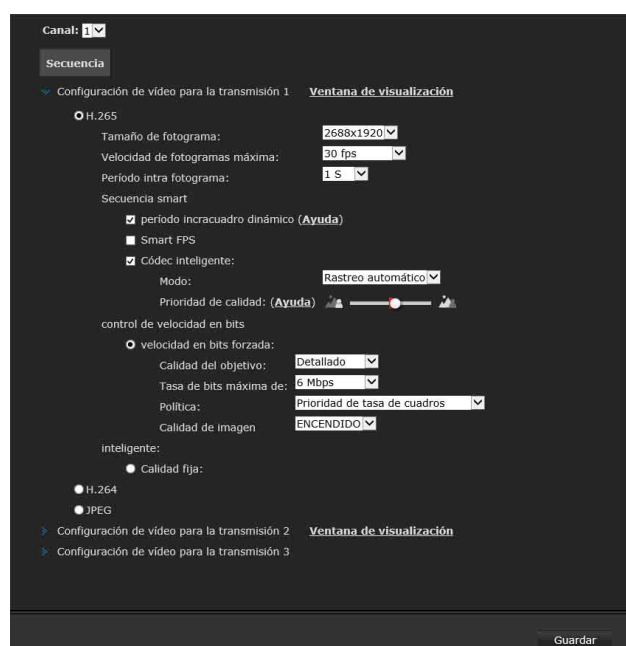 Canal: 1
Secuencia
Configuración de vídeo para la transmisión 1 Ventana de visualización
H.265
Tamaño de fotograma: 2688x1920
Velocidad de fotogramas máxima: 30 fps
Período intra fotograma: 1 S
Secuencia smart
período incracuadro dinámico (Ayuda)
Smart FPS
Códec inteligente:
Modo: Rastreo automático
Prioridad de calidad: (Ayuda)
control de velocidad en bits
velocidad en bits forzada:
Calidad del objetivo: Detallado
Tasa de bits máxima de: 6 Mbps
Política: Prioridad de tasa de cuadros
Calidad de imagen ENCENDIDO
inteligente:
Calidad fija:
H.264
JPEG
Configuración de vídeo para la transmisión 2 Ventana de visualización
Configuración de vídeo para la transmisión 3
Guardar